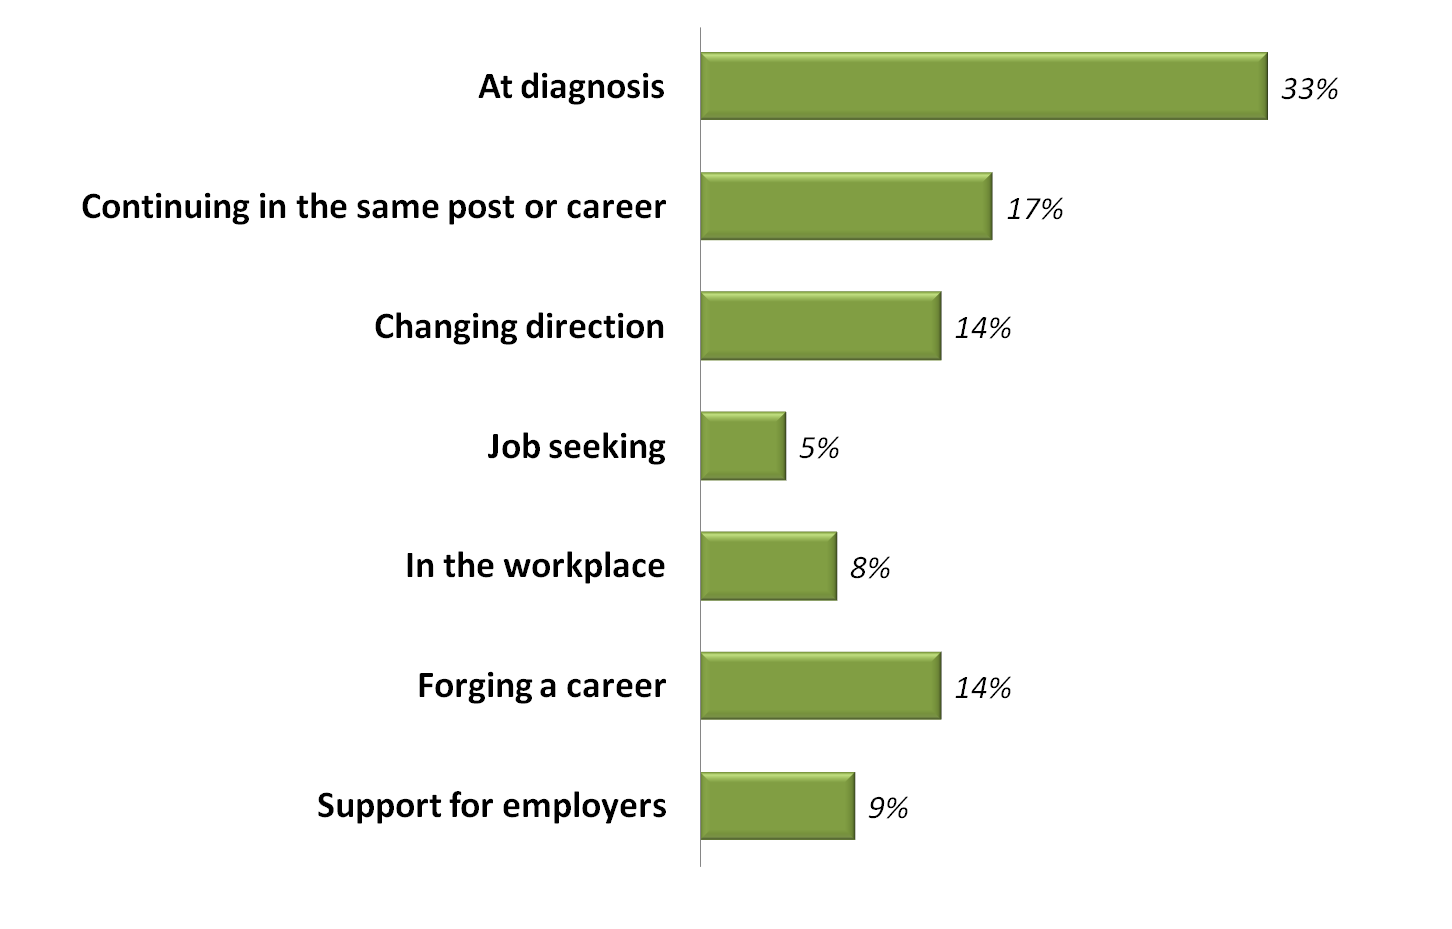 At diagnosis 33%
Continuing in the same post or career 17%
Changing direction 14%
Job seeking 5%
In the workplace 8%
Forging a career 14%
Support for employers 9%